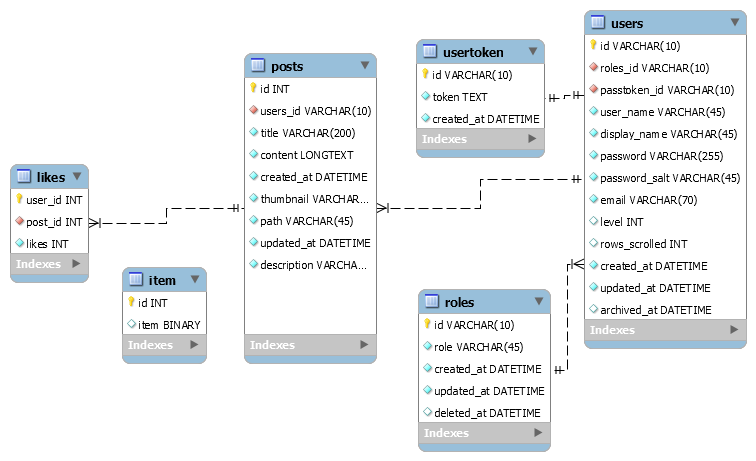 users
id VARCHAR(10)
roles_id VARCHAR(10)
passtoken_id VARCHAR(10)
user_name VARCHAR(45)
display_name VARCHAR(45)
password VARCHAR(255)
password_salt VARCHAR(45)
email VARCHAR(70)
level INT
rows_scrolled INT
created_at DATETIME
updated_at DATETIME
archived_at DATETIME
Indexes
usertoken
id VARCHAR(10)
token TEXT
created_at DATETIME
Indexes
posts
id INT
users_id VARCHAR(10)
title VARCHAR(200)
content LONGTEXT
created_at DATETIME
thumbnail VARCHAR...
path VARCHAR(45)
updated_at DATETIME
description VARCHA...
Indexes
likes
user_id INT
post_id INT
likes INT
Indexes
item
id INT
item BINARY
Indexes
roles
id VARCHAR(10)
role VARCHAR(45)
created_at DATETIME
updated_at DATETIME
deleted_at DATETIME
Indexes